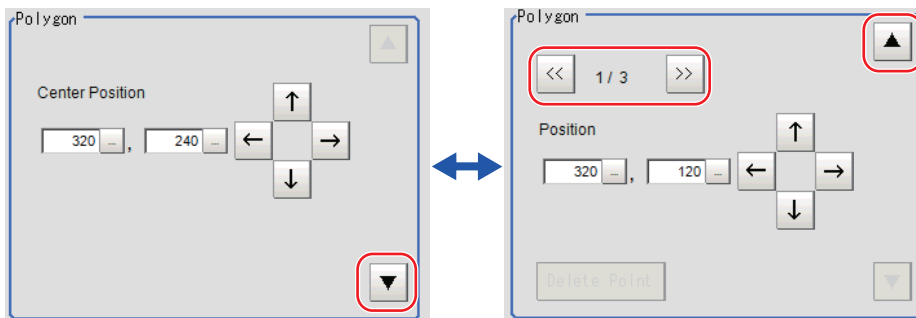 Polygon
Center Position
320 ... , 240 ...
Polygon
<< 1 / 3 >>
Position
320 ... , 120 ...
Delete Point